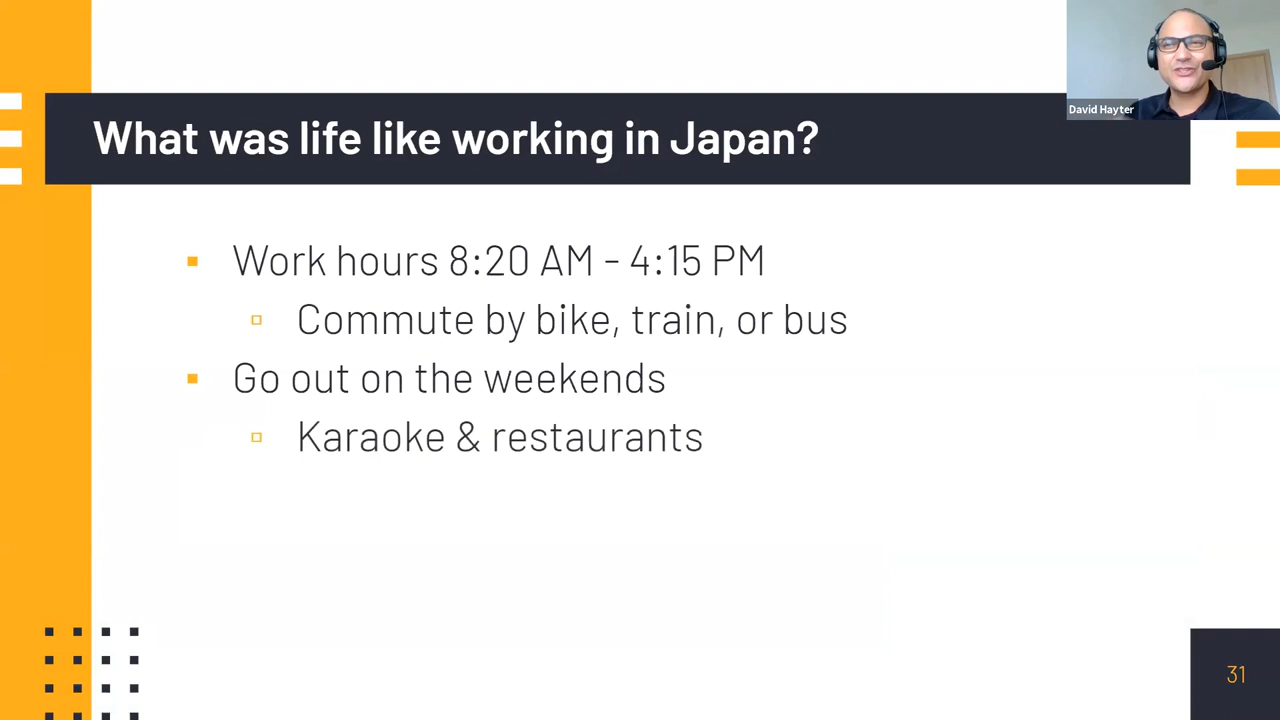 David Hayter
What was life like working in Japan?
Work hours 8:20 AM - 4:15 PM
Commute by bike, train, or bus
Go out on the weekends
Karaoke & restaurants
31